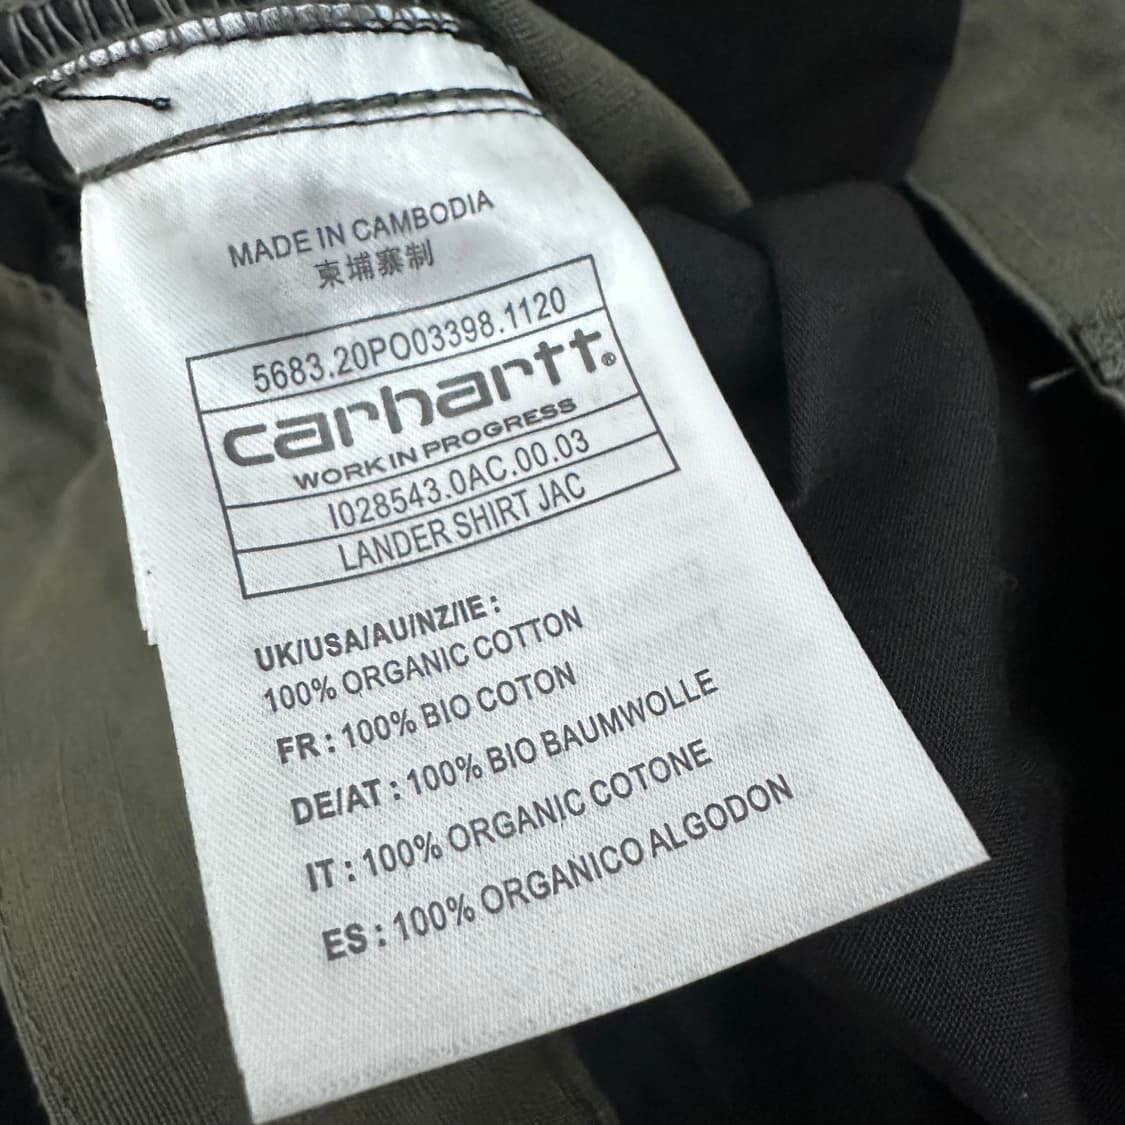 MADE IN CAMBODIA
柬埔寨制
5683.20PO03398.1120
carhartt®
WORK IN PROGRESS
I028543.0AC.00.03
LANDER SHIRT JAC
UK/USA/AU/NZ/IE :
100% ORGANIC COTTON
FR : 100% BIO COTON
DE/AT : 100% BIO BAUMWOLLE
IT : 100% ORGANIC COTONE
ES : 100% ORGANICO ALGODON